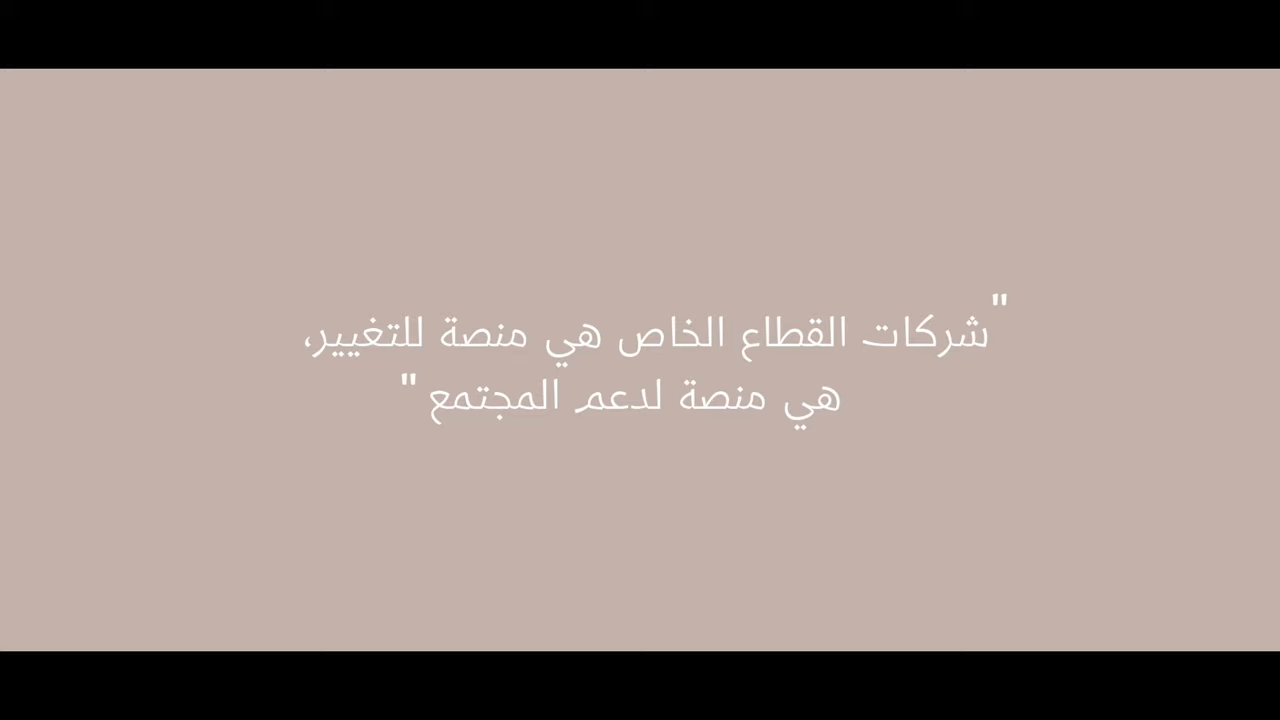 "شركات القطاع الخاص هي منصة للتغيير،
هي منصة لدعم المجتمع "